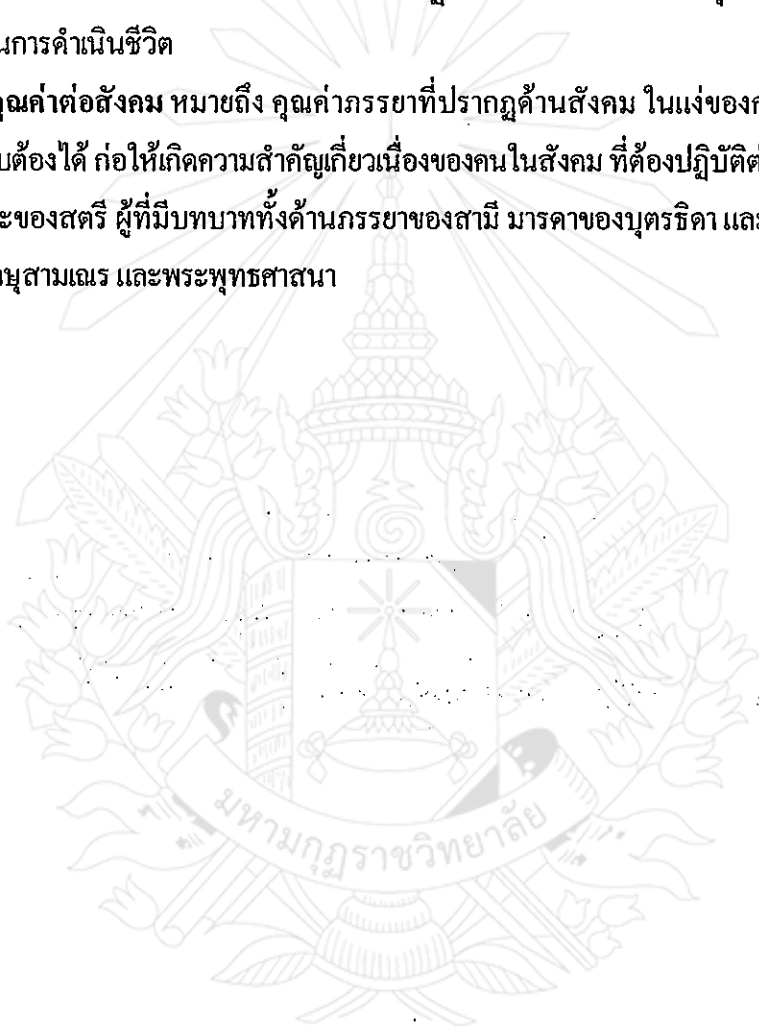 นการดำเนินชีวิต
คุณค่าต่อสังคม หมายถึง คุณค่าภรรยาที่ปรากฏด้านสังคม ในแง่ของก
บต้องได้ ก่อให้เกิดความสำคัญเกี่ยวเนื่องของคนในสังคม ที่ต้องปฏิบัติต่
ะของสตรี ผู้ที่มีบทบาททั้งด้านภรรยาของสามี มารดาของบุตรธิดา และ
ษุสามเณร และพระพุทธศาสนา
มหามกุฏราชวิทยาลัย